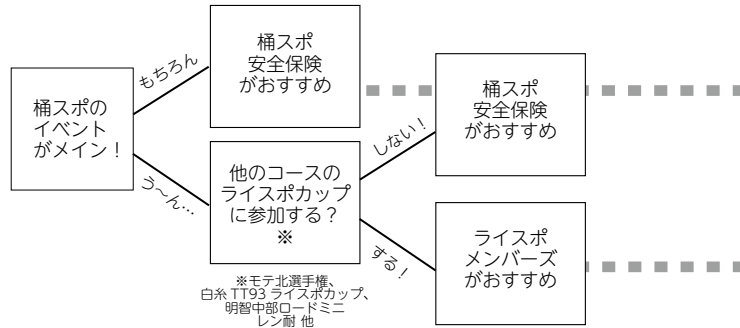 桶スポの
イベント
がメイン！
もちろん
う～ん…
桶スポ
安全保険
がおすすめ
他のコースの
ライスポカップ
に参加する？
※
※モテ北選手権、
白糸 TT93 ライスポカップ、
明智中部ロードミニ
レン耐 他
しない！
する！
桶スポ
安全保険
がおすすめ
ライスポ
メンバーズ
がおすすめ